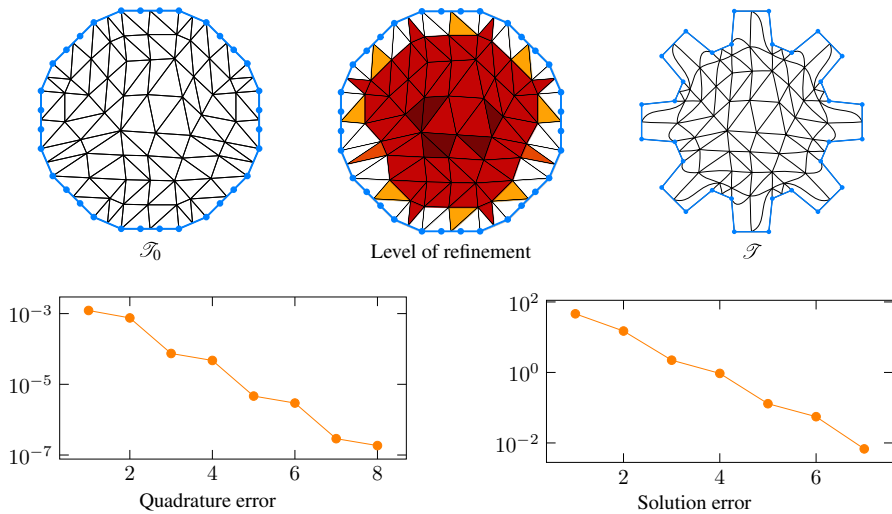 𝒯₀
Level of refinement
𝒯
10⁻³
10⁻⁵
10⁻⁷
2 4 6 8
Quadrature error
10²
10⁰
10⁻²
2 4 6
Solution error